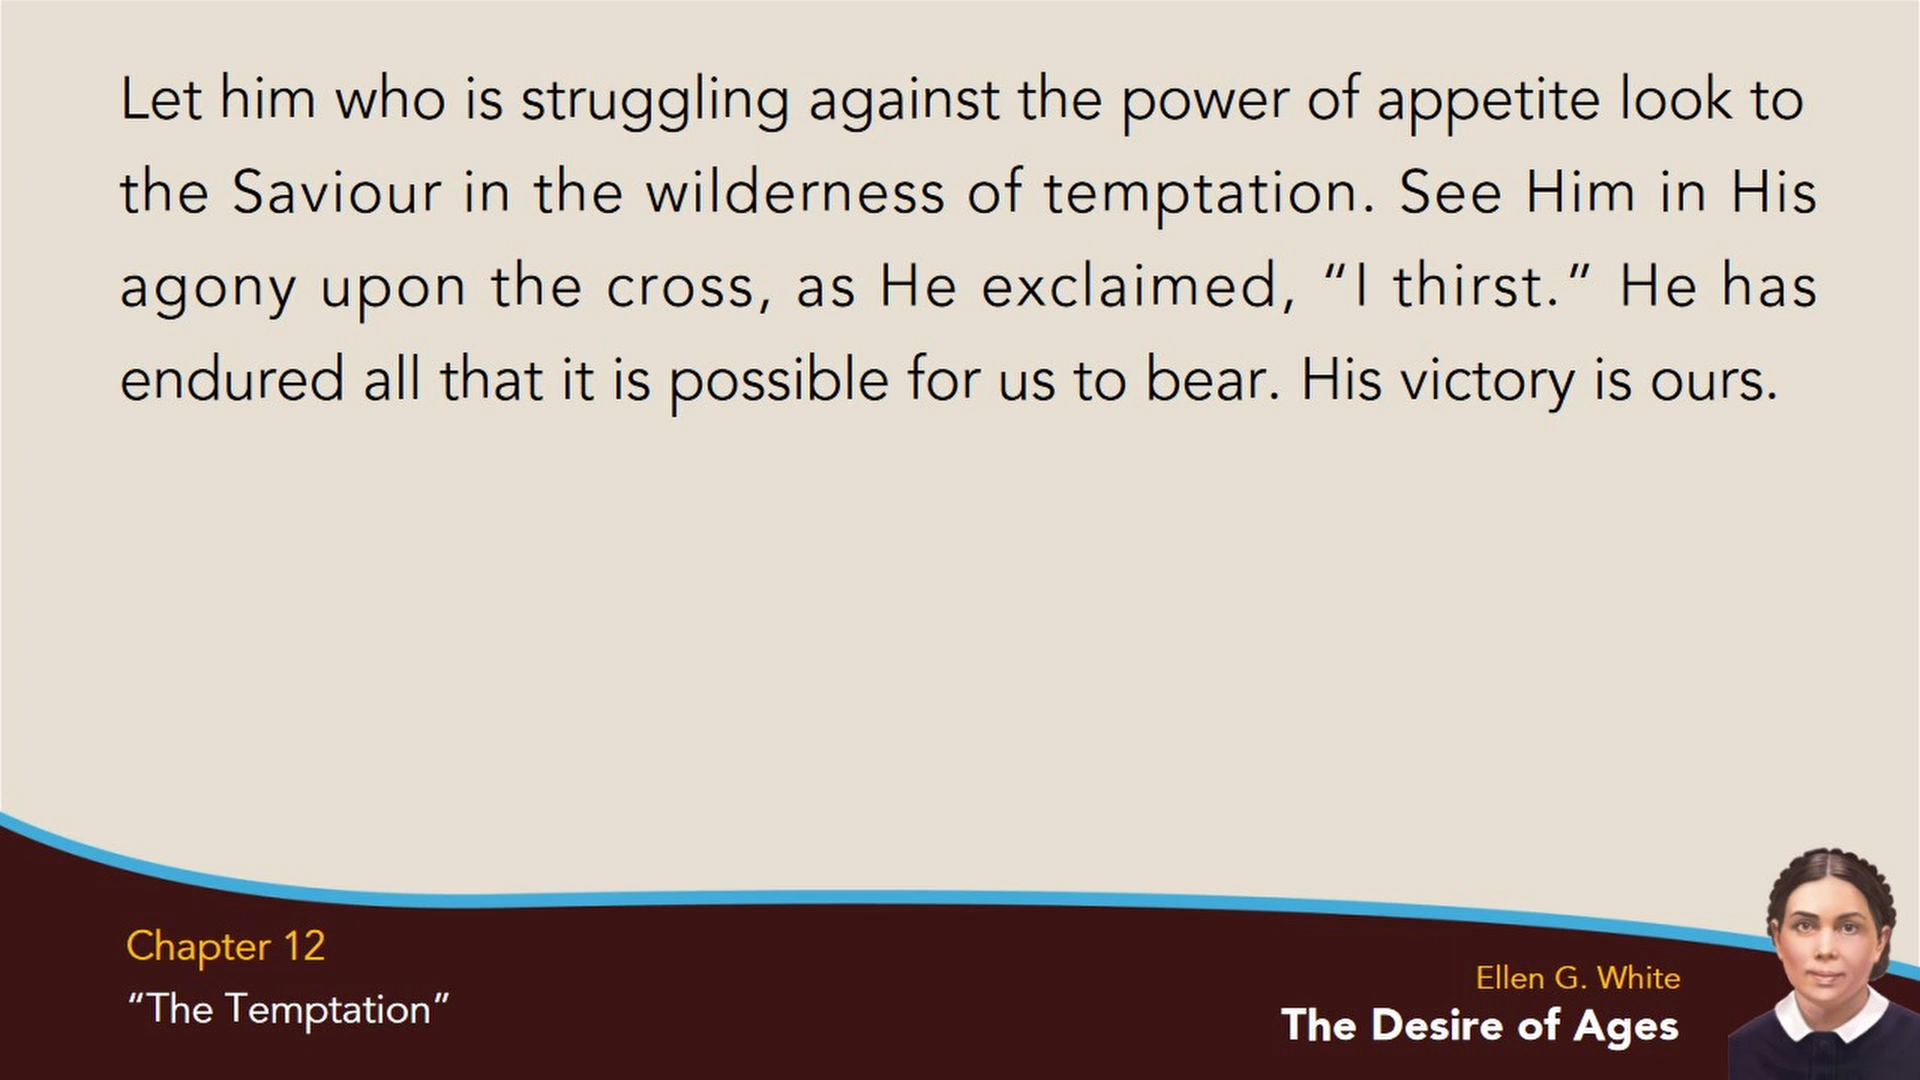 Let him who is struggling against the power of appetite look to
the Saviour in the wilderness of temptation. See Him in His
agony upon the cross, as He exclaimed, “I thirst.” He has
endured all that it is possible for us to bear. His victory is ours.
Chapter 12
“The Temptation”
Ellen G. White
The Desire of Ages